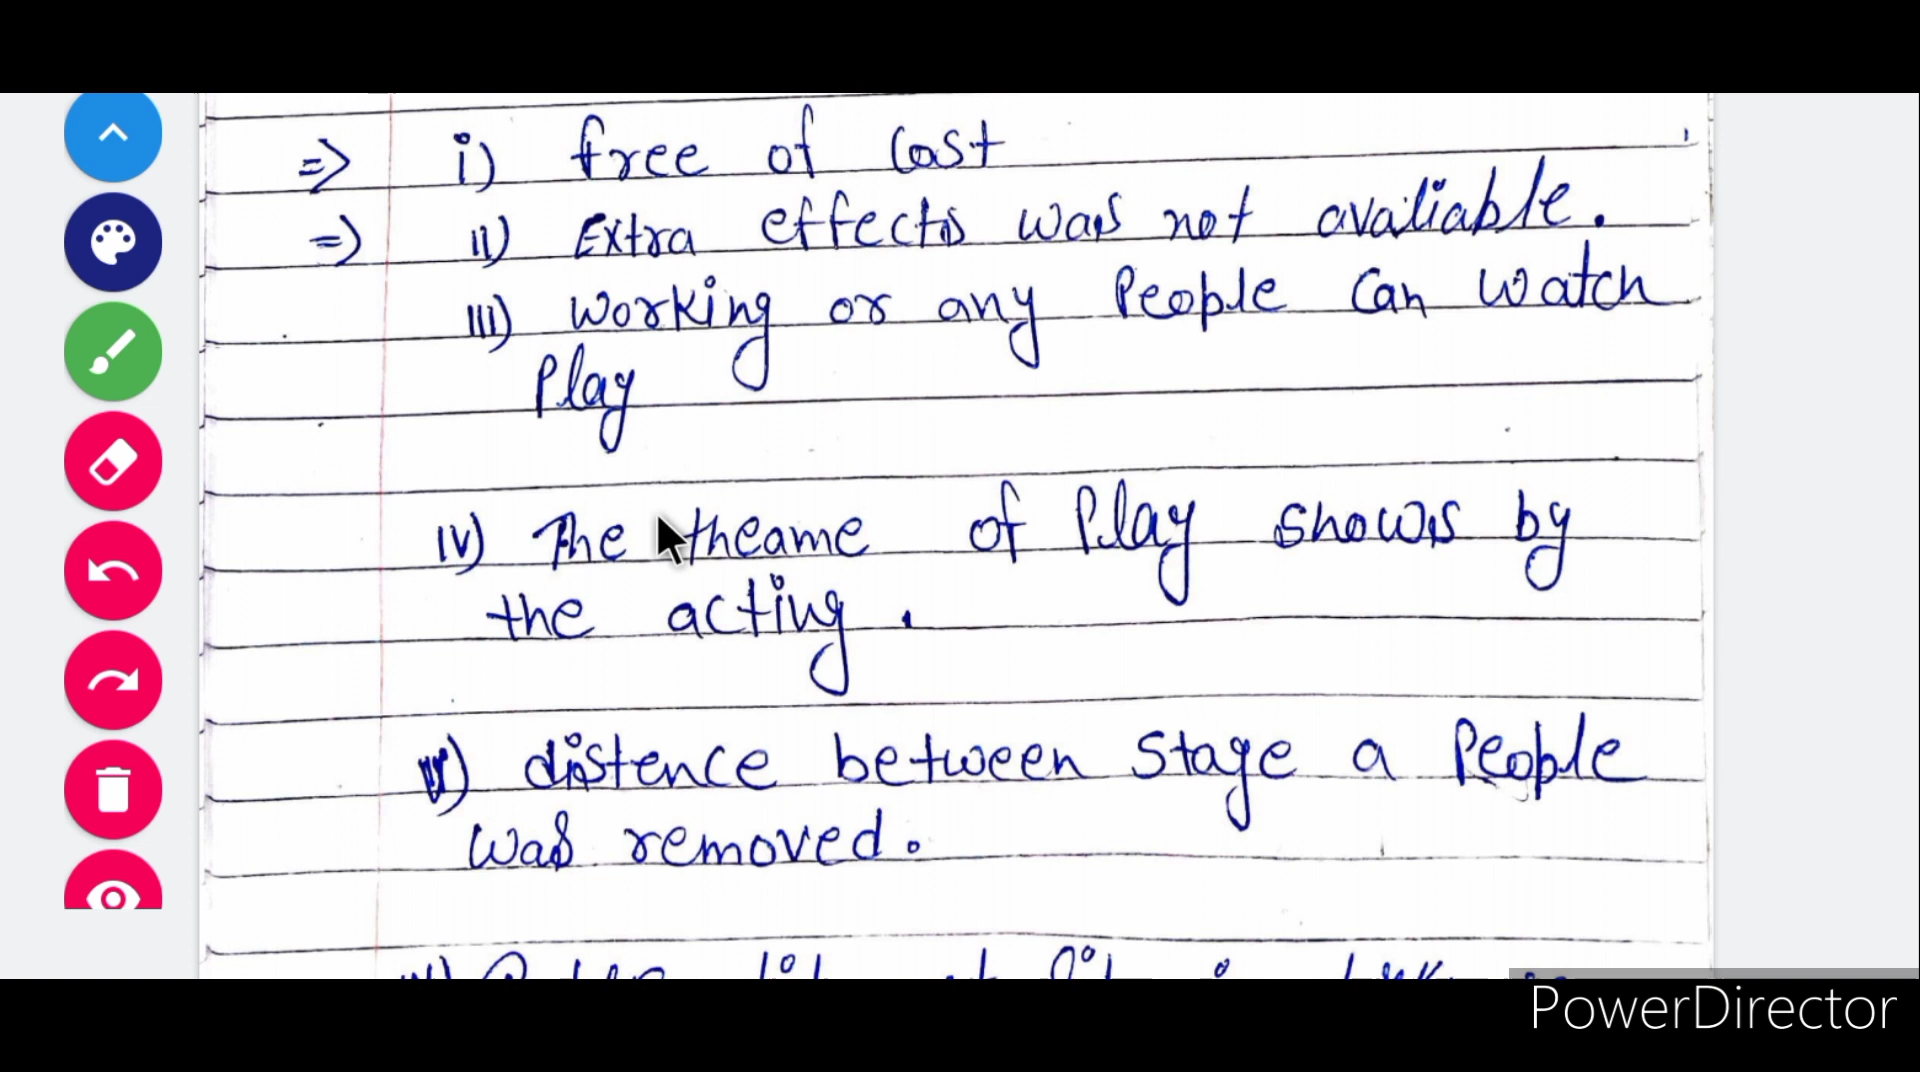 => i) free of Cost
=> ii) Extra effects was not avaliable.
iii) working or any People Can watch
Play
iv) The theame of Play shows by
the acting.
v) distence between Stage a People
was removed.
PowerDirector